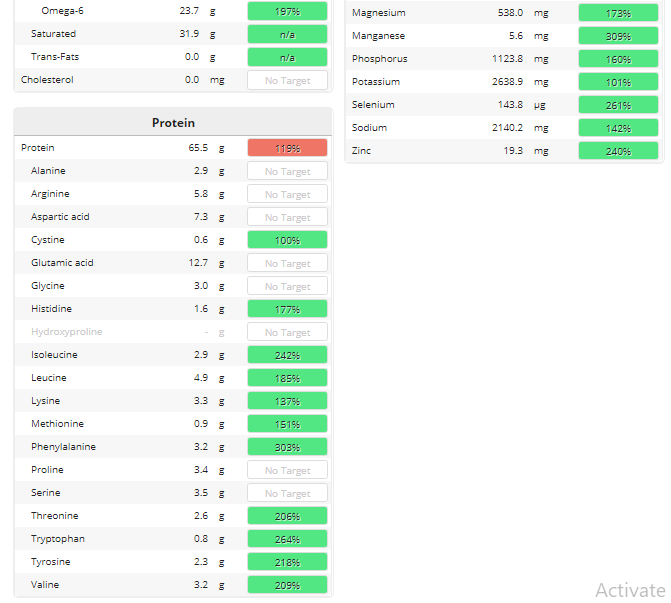 Omega-6 23.7 g 197%
Saturated 31.9 g n/a
Trans-Fats 0.0 g n/a
Cholesterol 0.0 mg No Target
Protein
Protein 65.5 g 119%
Alanine 2.9 g No Target
Arginine 5.8 g No Target
Aspartic acid 7.3 g No Target
Cystine 0.6 g 100%
Glutamic acid 12.7 g No Target
Glycine 3.0 g No Target
Histidine 1.6 g 177%
Hydroxyproline - g No Target
Isoleucine 2.9 g 242%
Leucine 4.9 g 185%
Lysine 3.3 g 137%
Methionine 0.9 g 151%
Phenylalanine 3.2 g 303%
Proline 3.4 g No Target
Serine 3.5 g No Target
Threonine 2.6 g 206%
Tryptophan 0.8 g 264%
Tyrosine 2.3 g 218%
Valine 3.2 g 209%
Magnesium 538.0 mg 173%
Manganese 5.6 mg 309%
Phosphorus 1123.8 mg 160%
Potassium 2638.9 mg 101%
Selenium 143.8 µg 261%
Sodium 2140.2 mg 142%
Zinc 19.3 mg 240%
Activate